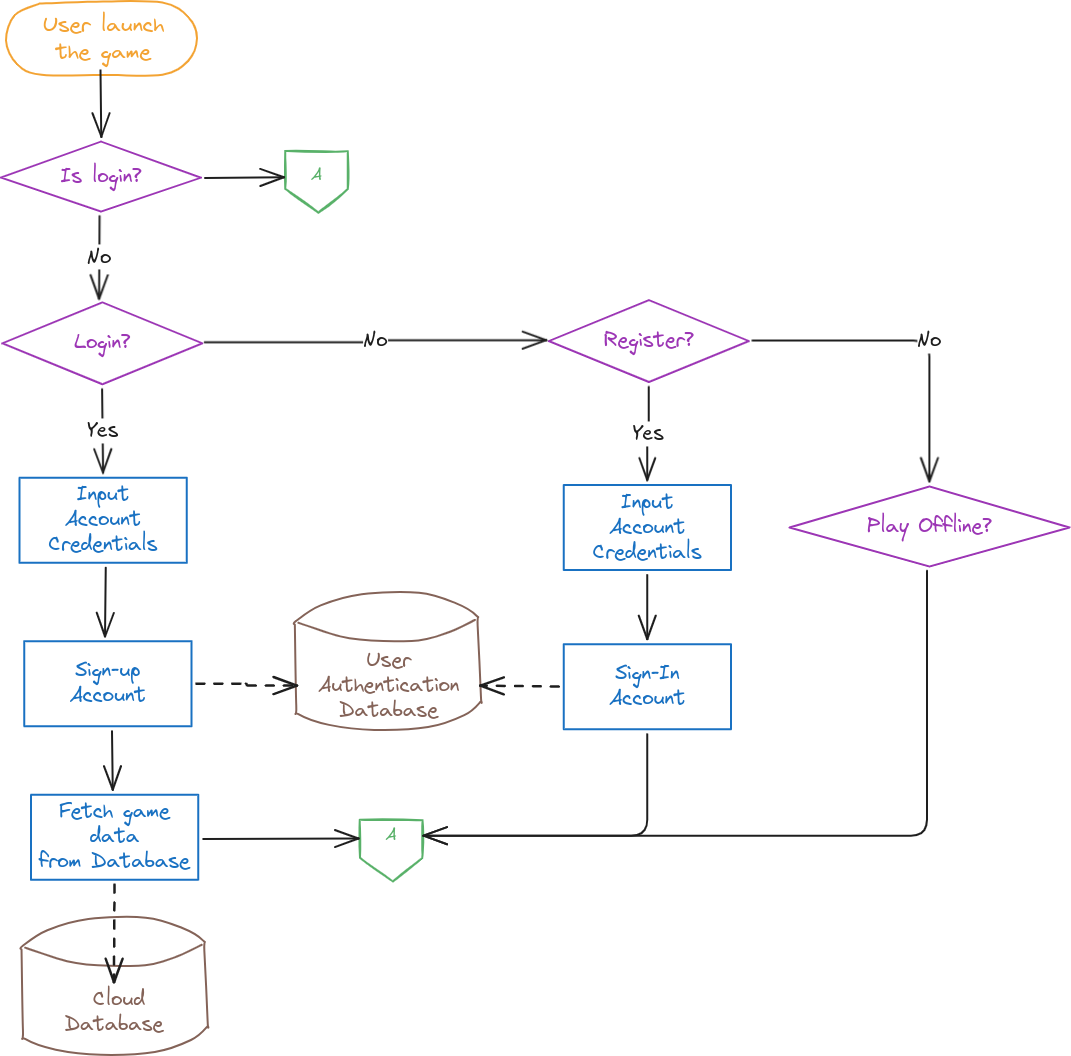 User launch
the game
Is login?
A
No
Login?
No
Register?
No
Yes
Yes
Input
Account
Credentials
Input
Account
Credentials
Play Offline?
User
Authentication
Database
Sign-up
Account
Sign-In
Account
Fetch game
data
from Database
A
Cloud
Database